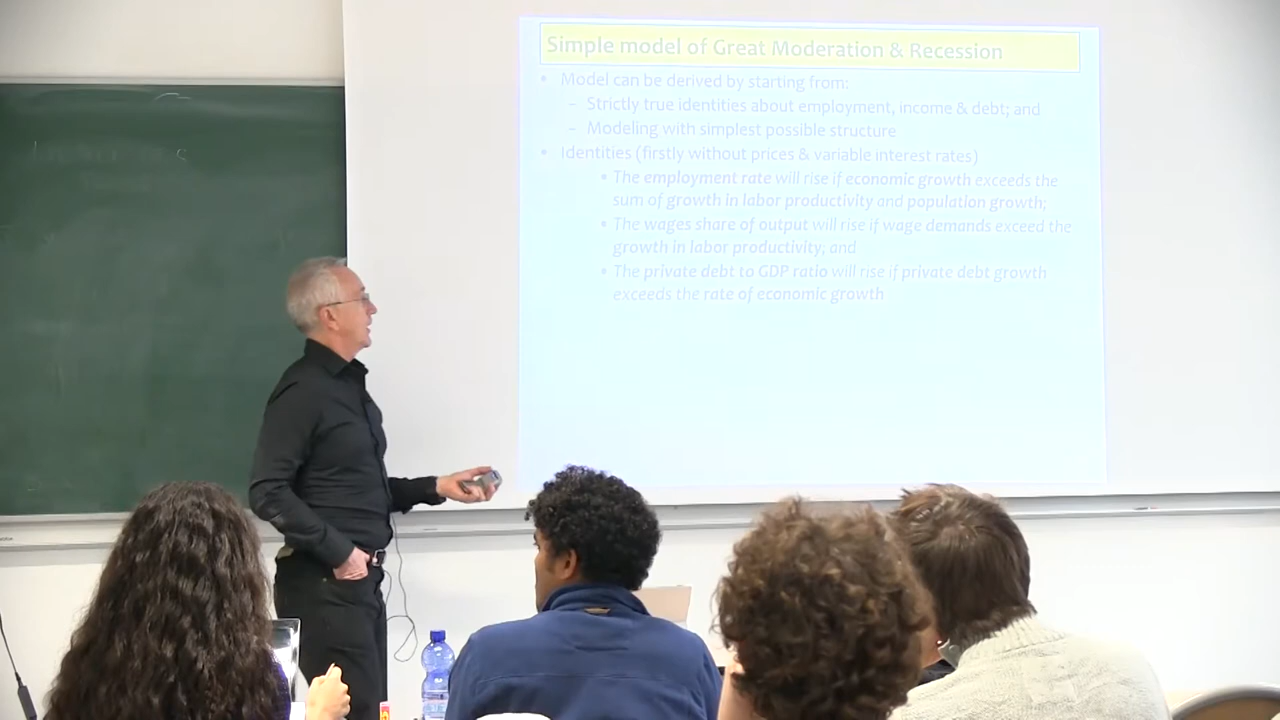 Simple model of Great Moderation & Recession
• Model can be derived by starting from:
– Strictly true identities about employment, income & debt; and
– Modeling with simplest possible structure
• Identities (firstly without prices & variable interest rates)
• The employment rate will rise if economic growth exceeds the
sum of growth in labor productivity and population growth;
• The wages share of output will rise if wage demands exceed the
growth in labor productivity, and
• The private debt to GDP ratio will rise if private debt growth
exceeds the rate of economic growth